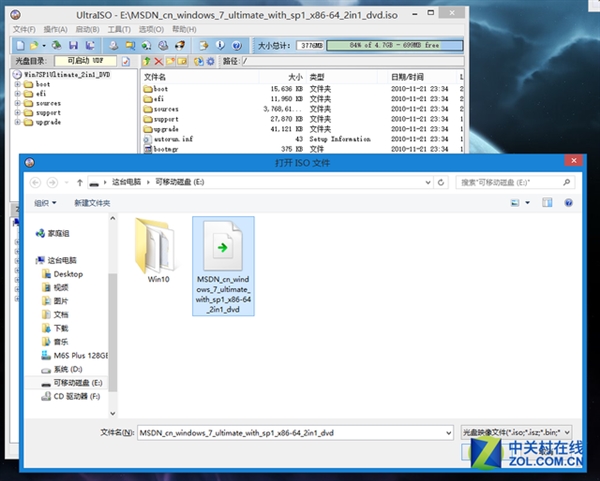 UltraISO - E:\MSDN_cn_windows_7_ultimate_with_sp1_x86-64_2in1_dvd.iso
文件(F) 操作(A) 启动(B) 工具(T) 选项(O) 帮助(H)
大小总计: 3776MB 84% of 4.7G - 699MB free
光盘目录: 可启动 UDF 路径: /
Win7SP1Ultimate_2in1_DVD
boot
efi
sources
support
upgrade
文件名 大小 类型 日期/时间
boot 15,636 KB 文件夹 2010-11-21 23:34
efi 11,950 KB 文件夹 2010-11-21 23:34
sources 3,768,61... 文件夹 2010-11-21 23:34
support 27,870 KB 文件夹 2010-11-21 23:34
upgrade 41,121 KB 文件夹 2010-11-21 23:34
autorun.inf 43 Setup Information 2010-11-21 23:34
bootmgr 375 KB 文件 2010-11-21 23:34
打开 ISO 文件
这台电脑 可移动磁盘 (E:) 搜索"可移动磁盘 (E:)"
组织 新建文件夹
家庭组
这台电脑
Desktop
视频
图片
文档
下载
音乐
M6S Plus 128GB
系统 (D:)
可移动磁盘 (E:)
CD 驱动器 (F:)
Win10
MSDN_cn_wind
ows_7_ultimate_
with_sp1_x86-64
_2in1_dvd
文件名(N): MSDN_cn_windows_7_ultimate_with_sp1_x86-64_2in1_dvd 光盘映像文件(*.iso;*.isz;*.bin;*
中关村在线
ZOL.COM.CN